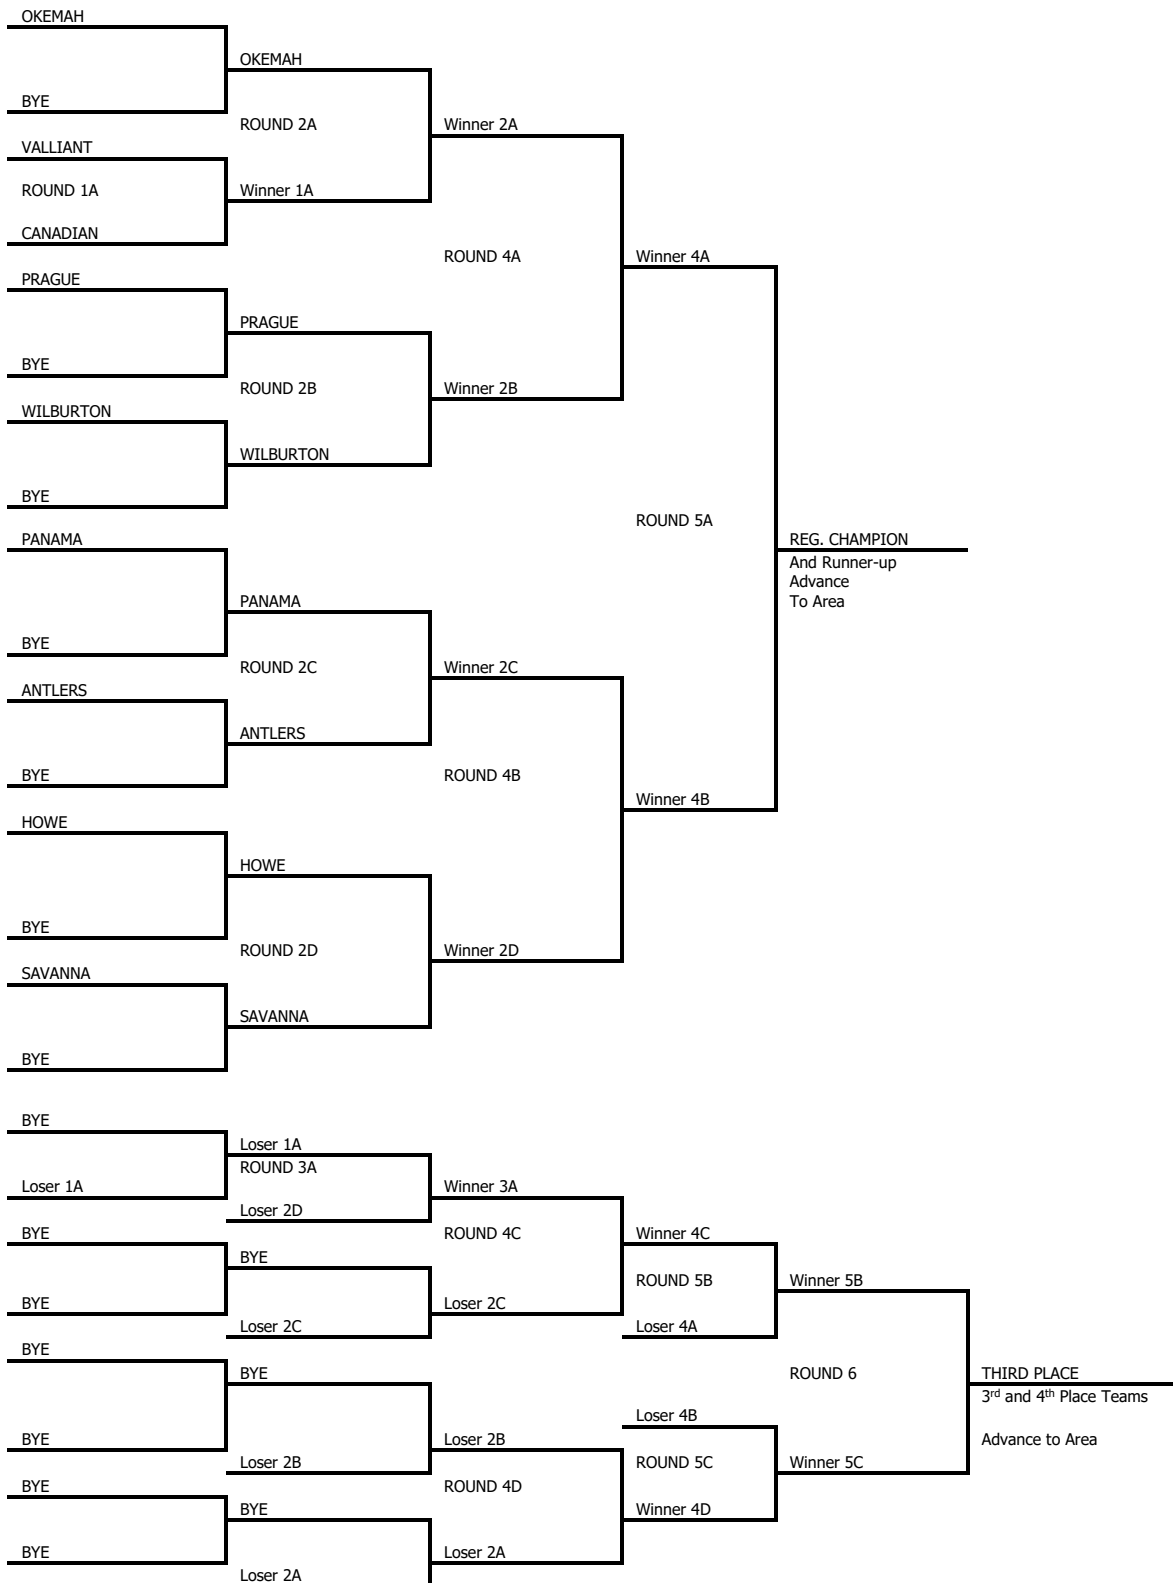 OKEMAH
OKEMAH
BYE
ROUND 2A
Winner 2A
VALLIANT
ROUND 1A
Winner 1A
CANADIAN
ROUND 4A
Winner 4A
PRAGUE
PRAGUE
BYE
ROUND 2B
Winner 2B
WILBURTON
WILBURTON
BYE
ROUND 5A
PANAMA
REG. CHAMPION
And Runner-up
Advance
To Area
PANAMA
BYE
ROUND 2C
Winner 2C
ANTLERS
ANTLERS
BYE
ROUND 4B
Winner 4B
HOWE
HOWE
BYE
ROUND 2D
Winner 2D
SAVANNA
SAVANNA
BYE
BYE
Loser 1A
ROUND 3A
Loser 1A
Winner 3A
Loser 2D
BYE
ROUND 4C
Winner 4C
BYE
ROUND 5B
Winner 5B
BYE
Loser 2C
Loser 2C
Loser 4A
BYE
BYE
ROUND 6
THIRD PLACE
3rd and 4th Place Teams
Loser 4B
BYE
Loser 2B
Advance to Area
Loser 2B
ROUND 5C
Winner 5C
BYE
ROUND 4D
BYE
Winner 4D
BYE
Loser 2A
Loser 2A